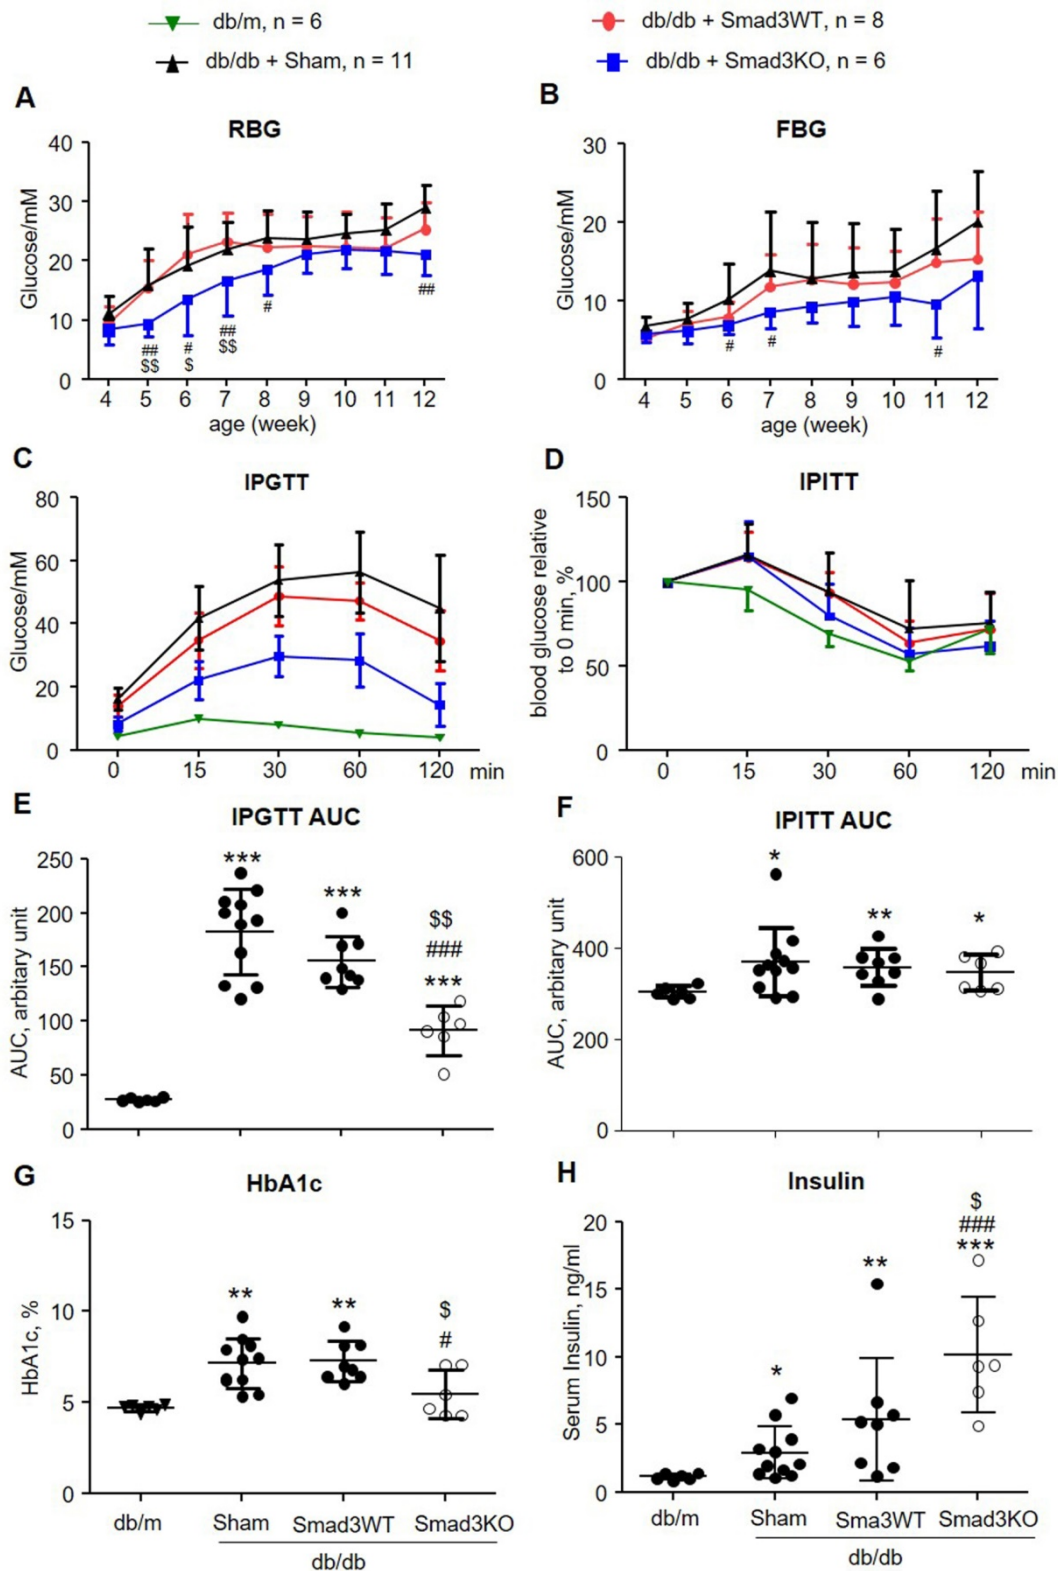 db/m, n = 6
db/db + Smad3WT, n = 8
db/db + Sham, n = 11
db/db + Smad3KO, n = 6
A
RBG
Glucose/mM
40
30
20
10
0
##
$$
#
$
##
$$
#
##
4 5 6 7 8 9 10 11 12
age (week)
B
FBG
Glucose/mM
30
20
10
0
#
#
#
4 5 6 7 8 9 10 11 12
age (week)
C
IPGTT
Glucose/mM
80
60
40
20
0
0 15 30 60 120 min
D
IPITT
blood glucose relative
to 0 min, %
150
100
50
0
0 15 30 60 120 min
E
IPGTT AUC
AUC, arbitary unit
250
200
150
100
50
0
***
***
$$
###
***
F
IPITT AUC
AUC, arbitary unit
600
400
200
0
*
**
*
G
HbA1c
HbA1c, %
15
10
5
0
**
**
$
#
db/m Sham Smad3WT Smad3KO
db/db
H
Insulin
Serum Insulin, ng/ml
20
15
10
5
0
*
**
$
###
***
db/m Sham Sma3WT Smad3KO
db/db